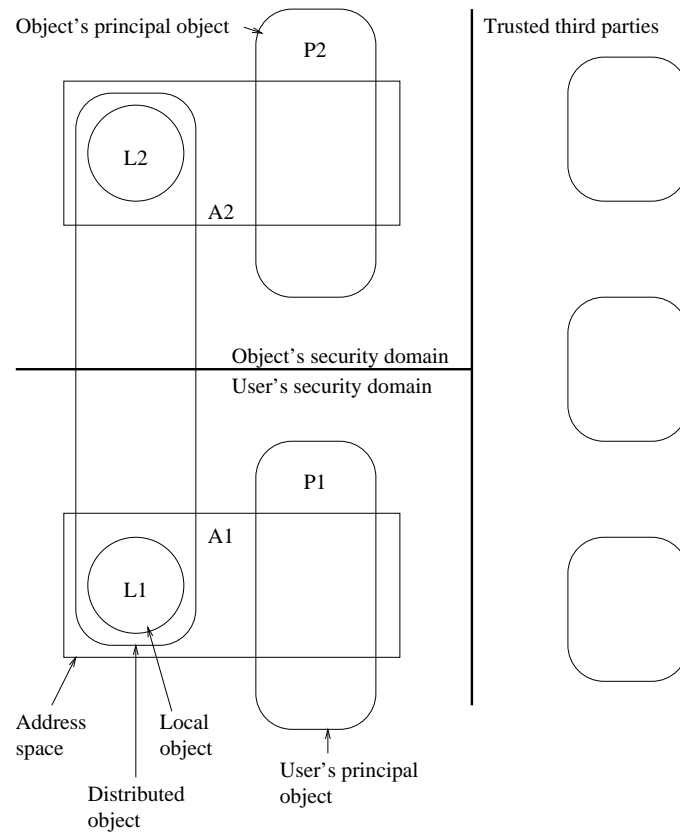 Object's principal object
P2
Trusted third parties
L2
A2
Object's security domain
User's security domain
P1
A1
L1
Address
space
Local
object
User's principal
object
Distributed
object